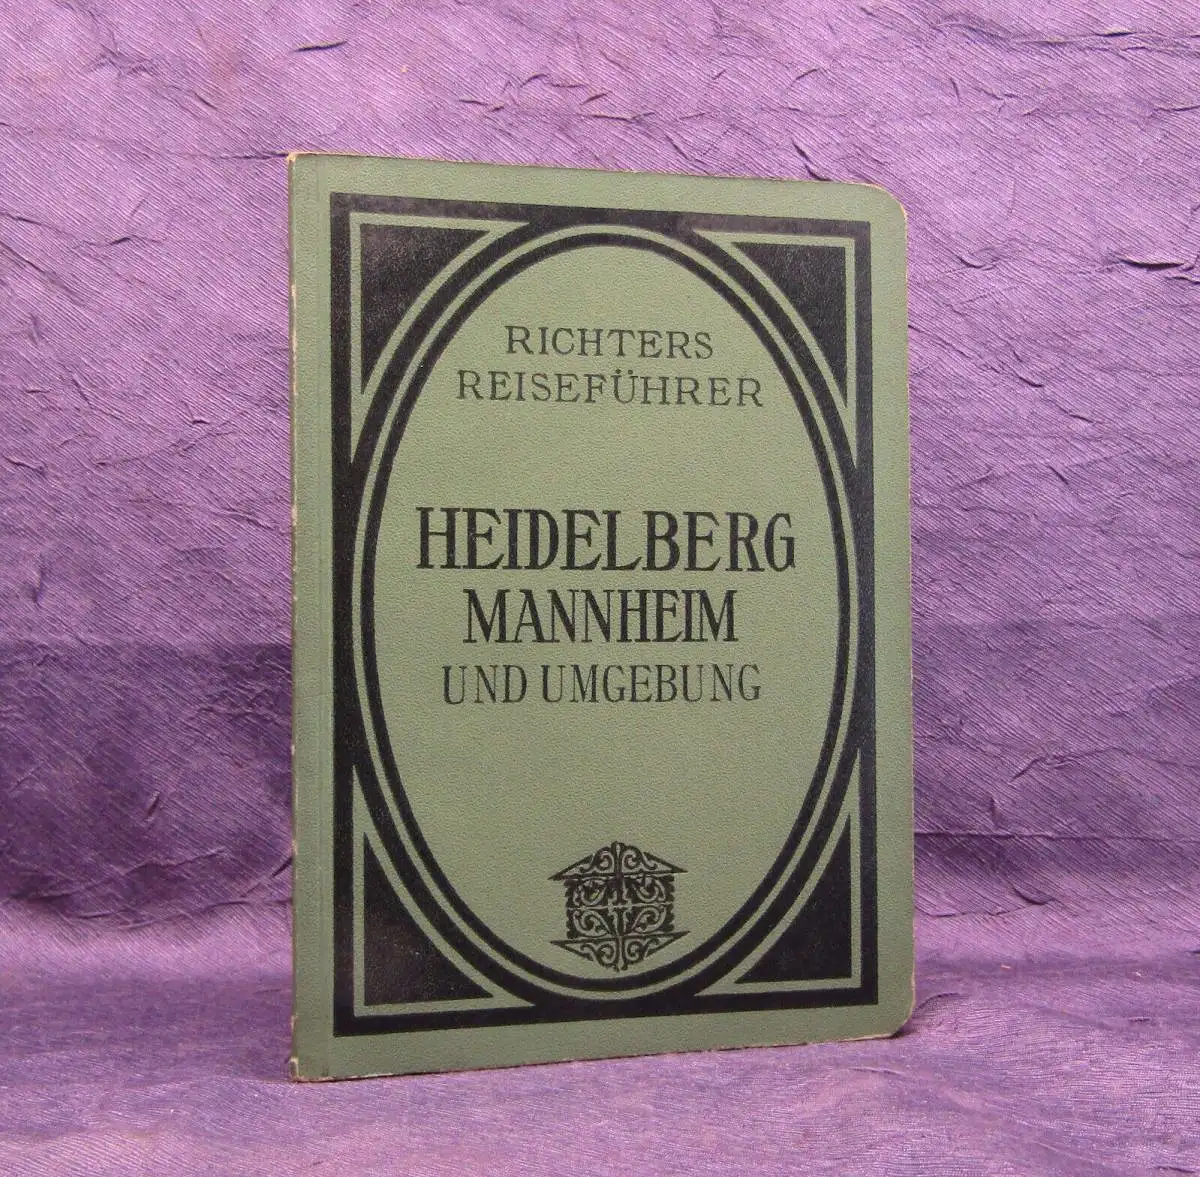 RICHTERS
REISEFÜHRER
HEIDELBERG
MANNHEIM
UND UMGEBUNG